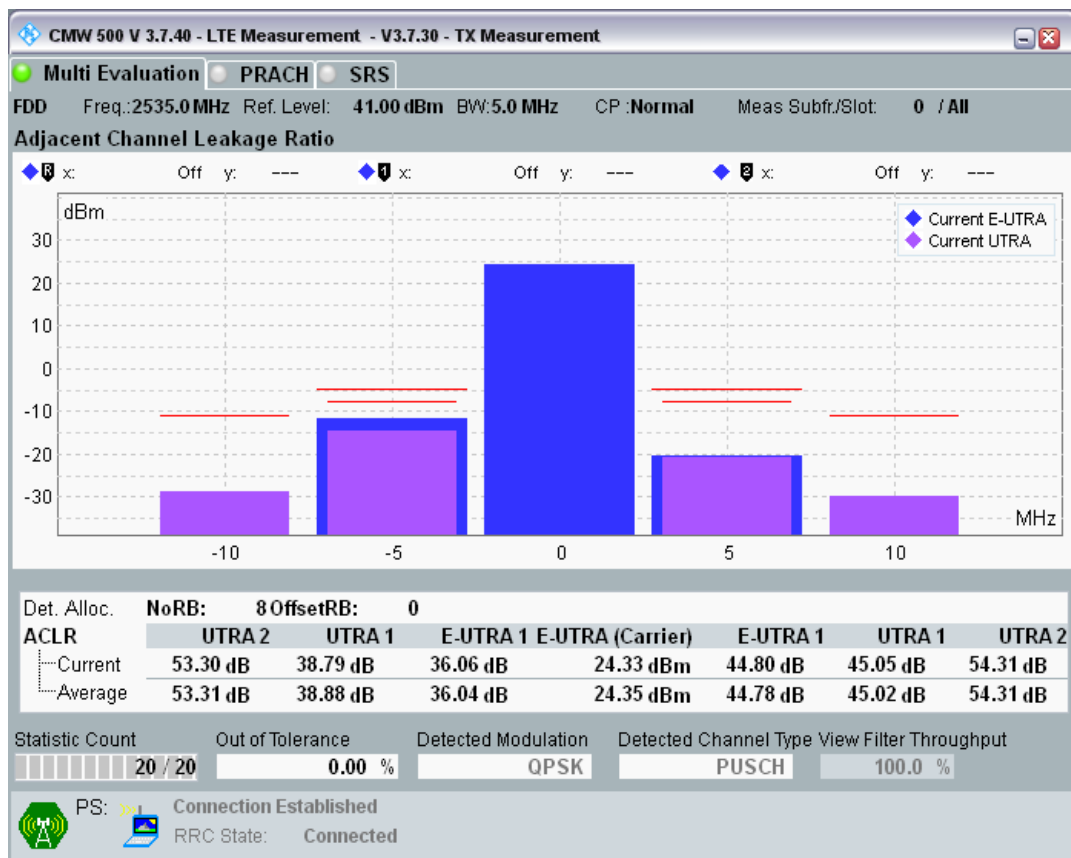 CMW 500 V 3.7.40 - LTE Measurement - V3.7.30 - TX Measurement
Multi Evaluation PRACH SRS
FDD Freq.:2535.0 MHz Ref. Level: 41.00 dBm BW:5.0 MHz CP :Normal Meas Subfr./Slot: 0 / All
Adjacent Channel Leakage Ratio
R x: Off y: --- 1 x: Off y: --- 2 x: Off y: ---
dBm
Current E-UTRA
Current UTRA
30
20
10
0
-10
-20
-30
MHz
-10 -5 0 5 10
Det. Alloc. NoRB: 8 OffsetRB: 0
ACLR UTRA 2 UTRA 1 E-UTRA 1 E-UTRA (Carrier) E-UTRA 1 UTRA 1 UTRA 2
Current 53.30 dB 38.79 dB 36.06 dB 24.33 dBm 44.80 dB 45.05 dB 54.31 dB
Average 53.31 dB 38.88 dB 36.04 dB 24.35 dBm 44.78 dB 45.02 dB 54.31 dB
Statistic Count Out of Tolerance Detected Modulation Detected Channel Type View Filter Throughput
20 / 20 0.00 % QPSK PUSCH 100.0 %
PS: Connection Established
RRC State: Connected